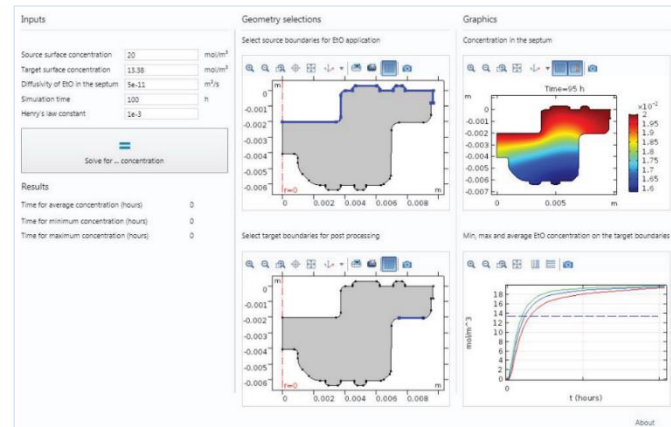 Inputs
Source surface concentration 20 mol/m³
Target surface concentration 13.38 mol/m³
Diffusivity of EtO in the septum 5e-11 m²/s
Simulation time 100 h
Henry's law constant 1e-3
=
Solve for ... concentration
Results
Time for average concentration (hours) 0
Time for minimum concentration (hours) 0
Time for maximum concentration (hours) 0
Geometry selections
Select source boundaries for EtO application
m
0
-0.001
-0.002
-0.003
-0.004
-0.005
-0.006
r=0
m
0 0.002 0.004 0.006 0.008
Select target boundaries for post processing
m
0
-0.001
-0.002
-0.003
-0.004
-0.005
-0.006
r=0
m
0 0.002 0.004 0.006 0.008
Graphics
Concentration in the septum
Time=95 h
m
0
-0.001
-0.002
-0.003
-0.004
-0.005
-0.006
-0.007
0 0.005 m
×10⁻²
2
1.95
1.9
1.8
1.8
1.7
1.7
1.6
Min, max and average EtO concentration on the target boundaries
mol/m^3
18
16
14
12
10
8
6
4
2
0
0 200
t (hours)
About